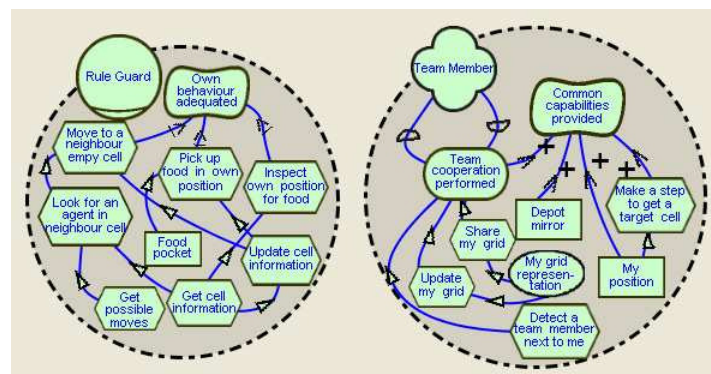 Rule Guard
Own
behaviour
adequated
Move to a
neighbour
empy cell
Pick up
food in own
position
Inspect
own position
for food
Look for an
agent in
neighbour cell
Food
pocket
Update cell
information
Get
possible
moves
Get cell
information
Team Member
Common
capabilities
provided
Team
cooperation
performed
Make a step
to get a
target cell
Depot
mirror
Share
my grid
My grid
represen-
tation
My
position
Update
my grid
Detect a
team member
next to me